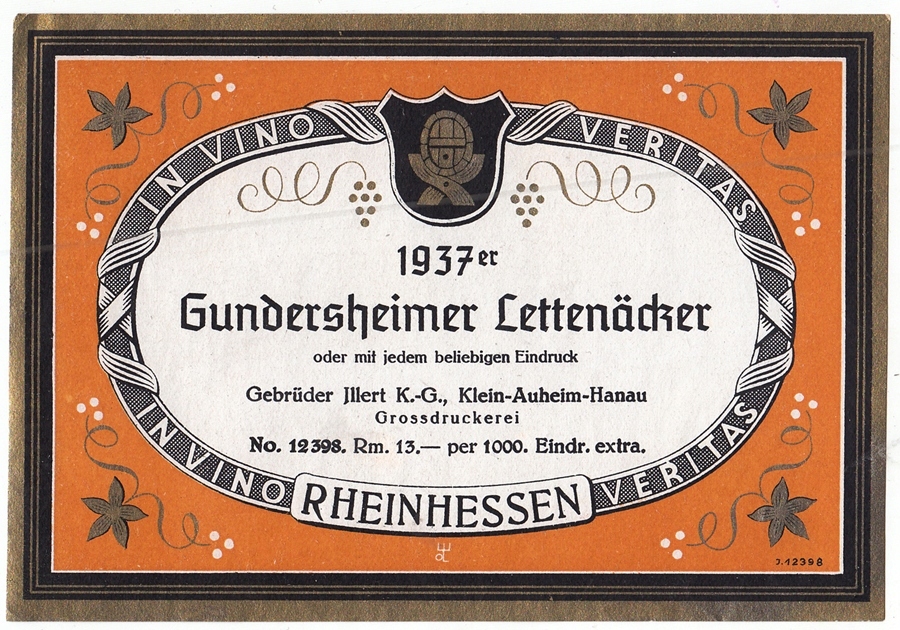 IN VINO VERITAS
1937er
Gundersheimer Lettenäcker
oder mit jedem beliebigen Eindruck
Gebrüder Jllert K.-G., Klein-Auheim-Hanau
Grossdruckerei
No. 12398. Rm. 13.— per 1000. Eindr. extra.
IN VINO VERITAS
RHEINHESSEN
J.12398